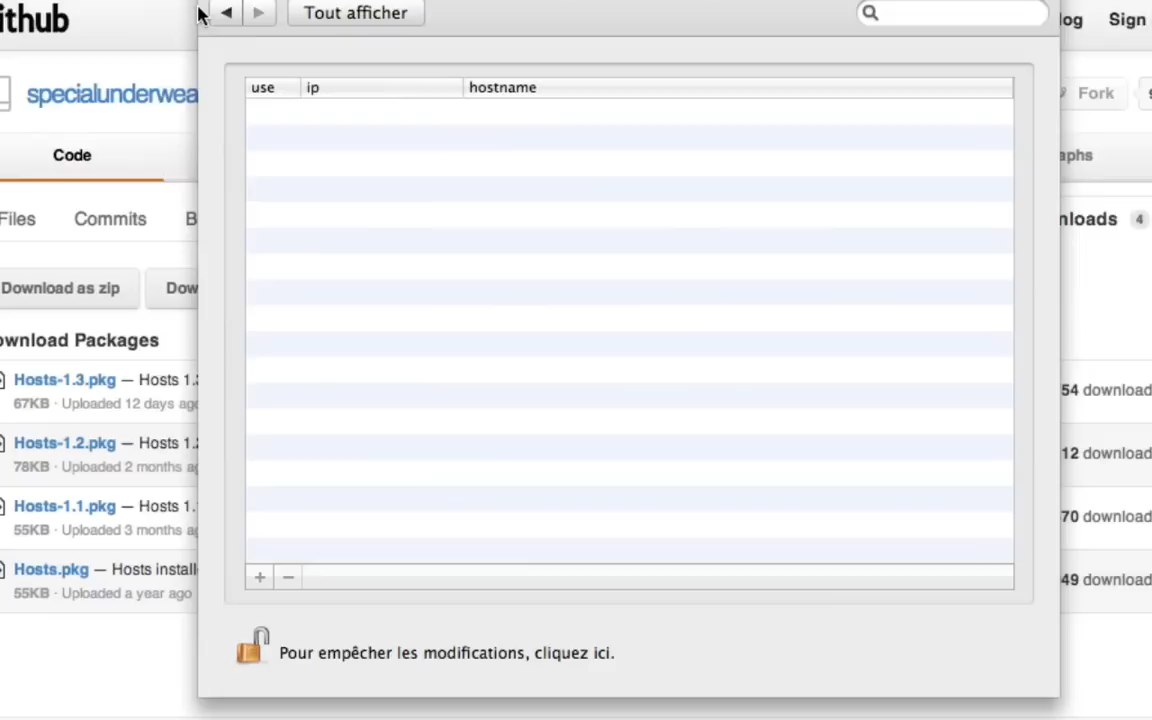 ithub
Tout afficher
log
Sign
specialunderwea
Fork
use
ip
hostname
Code
aphs
Files
Commits
B
nloads
4
Download as zip
Dow
ownload Packages
Hosts-1.3.pkg — Hosts 1.3
67KB · Uploaded 12 days ago
54 download
Hosts-1.2.pkg — Hosts 1.2
78KB · Uploaded 2 months ag
12 download
Hosts-1.1.pkg — Hosts 1.1
55KB · Uploaded 3 months ag
70 download
Hosts.pkg — Hosts install
55KB · Uploaded a year ago
49 download
+
−
Pour empêcher les modifications, cliquez ici.